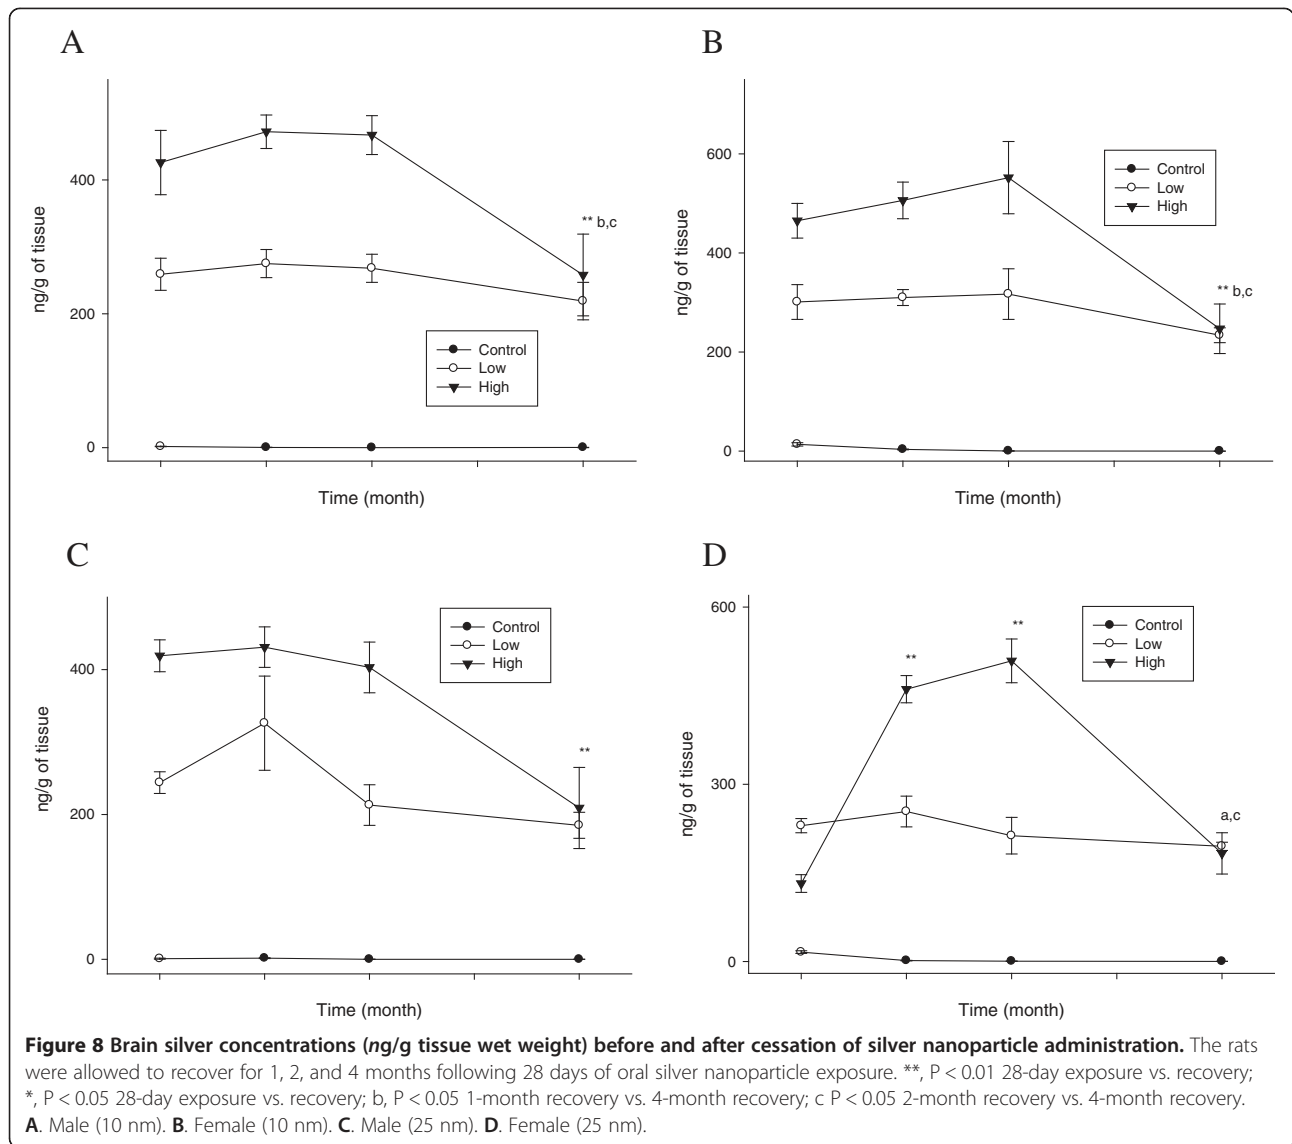 A
ng/g of tissue
400
200
0
** b,c
Control
Low
High
Time (month)
B
ng/g of tissue
600
400
200
0
Control
Low
High
** b,c
Time (month)
C
ng/g of tissue
400
200
0
Control
Low
High
**
Time (month)
D
ng/g of tissue
600
300
0
**
**
Control
Low
High
a,c
Time (month)
Figure 8 Brain silver concentrations (ng/g tissue wet weight) before and after cessation of silver nanoparticle administration. The rats
were allowed to recover for 1, 2, and 4 months following 28 days of oral silver nanoparticle exposure. **, P < 0.01 28-day exposure vs. recovery;
*, P < 0.05 28-day exposure vs. recovery; b, P < 0.05 1-month recovery vs. 4-month recovery; c P < 0.05 2-month recovery vs. 4-month recovery.
A. Male (10 nm). B. Female (10 nm). C. Male (25 nm). D. Female (25 nm).